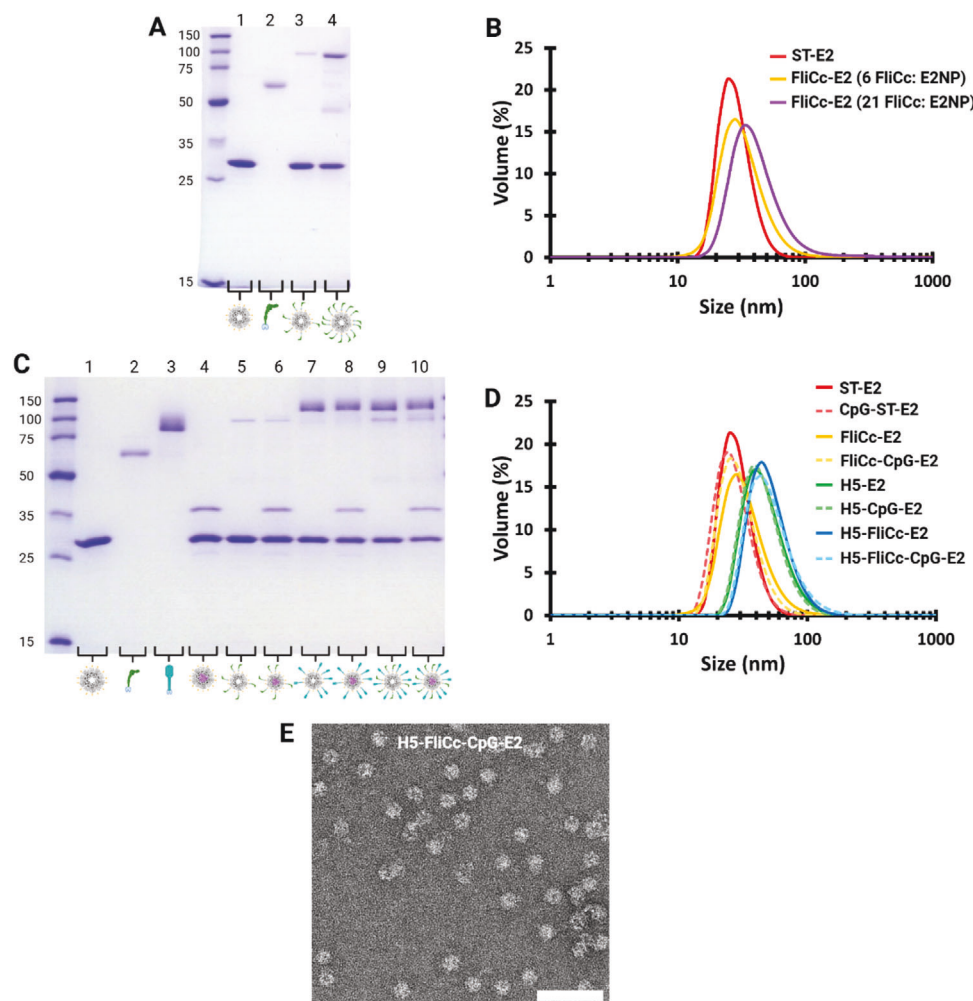 A
1 2 3 4
150
100
75
50
35
25
15
B
Volume (%)
25
20
15
10
5
0
1 10 100 1000
Size (nm)
ST-E2
FliCc-E2 (6 FliCc: E2NP)
FliCc-E2 (21 FliCc: E2NP)
C
1 2 3 4 5 6 7 8 9 10
150
100
75
50
35
25
15
D
Volume (%)
25
20
15
10
5
0
1 10 100 1000
Size (nm)
ST-E2
CpG-ST-E2
FliCc-E2
FliCc-CpG-E2
H5-E2
H5-CpG-E2
H5-FliCc-E2
H5-FliCc-CpG-E2
E
H5-FliCc-CpG-E2